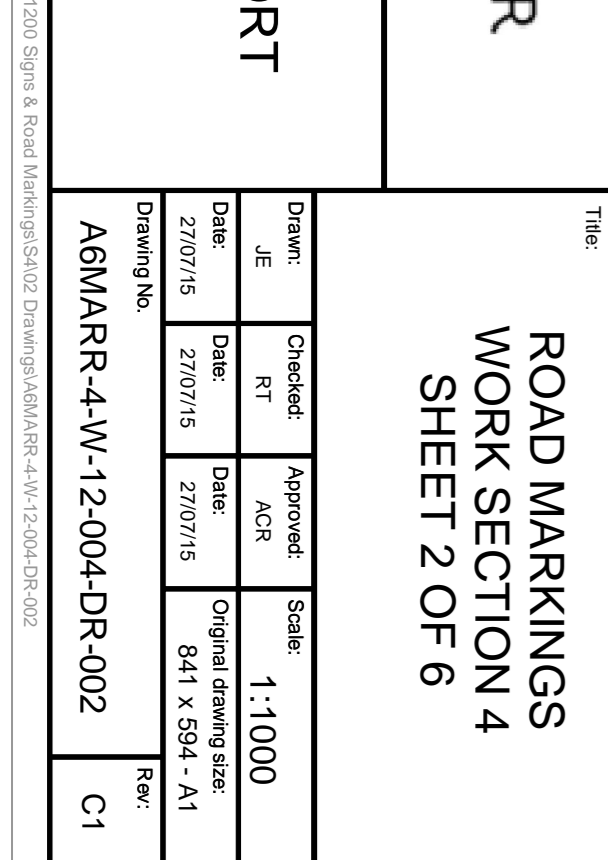 R
ORT
Title:
ROAD MARKINGS
WORK SECTION 4
SHEET 2 OF 6
Drawn:
JE
Checked:
RT
Approved:
ACR
Scale:
1:1000
Date:
27/07/15
Date:
27/07/15
Date:
27/07/15
Original drawing size:
841 x 594 - A1
Drawing No.
A6MARR-4-W-12-004-DR-002
Rev:
C1
1200 Signs & Road Markings\S4\02 Drawings\A6MARR-4-W-12-004-DR-002